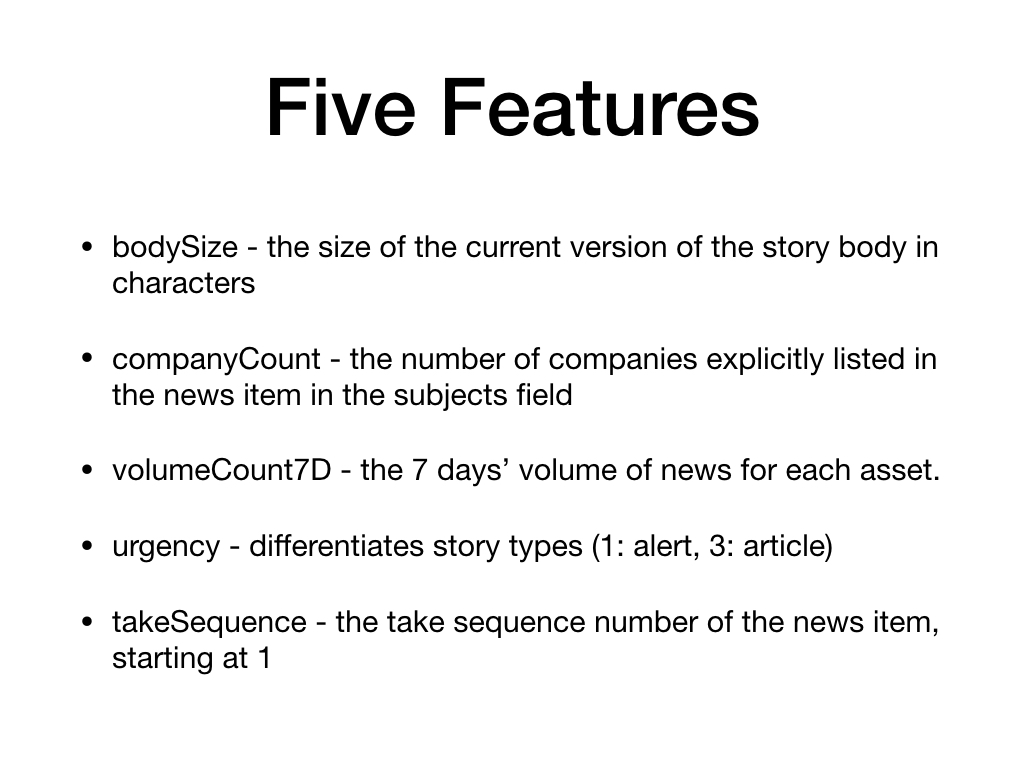 Five Features
• bodySize - the size of the current version of the story body in
characters
• companyCount - the number of companies explicitly listed in
the news item in the subjects field
• volumeCount7D - the 7 days’ volume of news for each asset.
• urgency - differentiates story types (1: alert, 3: article)
• takeSequence - the take sequence number of the news item,
starting at 1